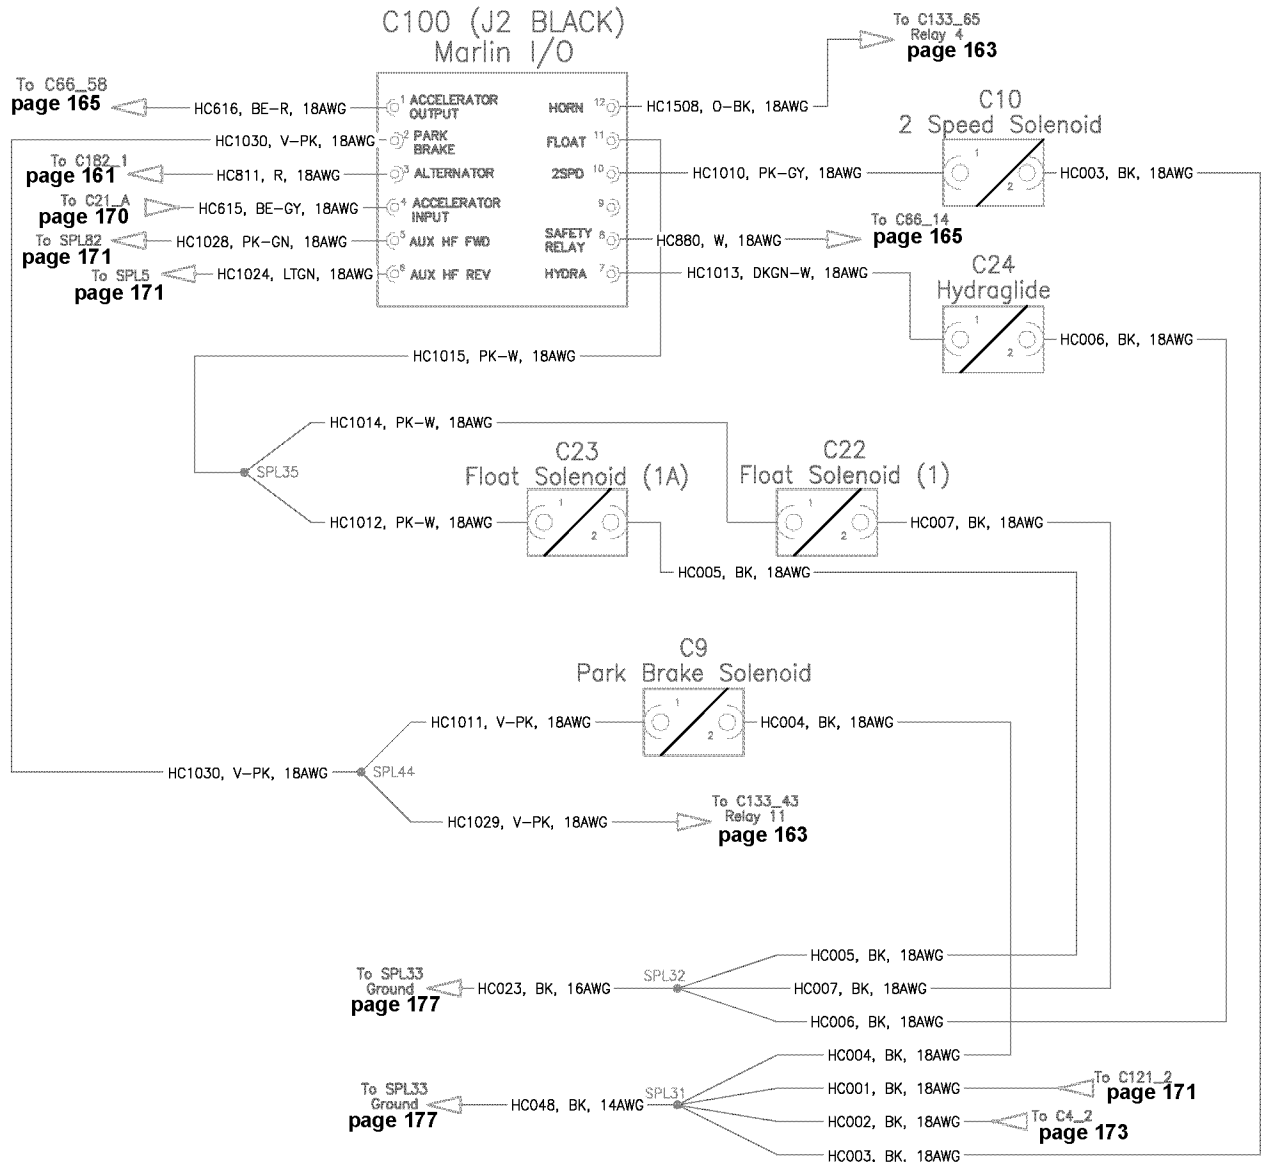 C100 (J2 BLACK)
Marlin I/O
To C133_65
Relay 4
page 163
To C66_58
page 165
HC616, BE-R, 18AWG
1 ACCELERATOR
OUTPUT
HORN 12
HC1508, O-BK, 18AWG
C10
2 Speed Solenoid
HC1030, V-PK, 18AWG
2 PARK
BRAKE
FLOAT 11
To C182_1
page 161
HC811, R, 18AWG
3 ALTERNATOR
2SPD 10
HC1010, PK-GY, 18AWG
1
2
HC003, BK, 18AWG
To C21_A
page 170
HC615, BE-GY, 18AWG
4 ACCELERATOR
INPUT
9
To SPL82
page 171
HC1028, PK-GN, 18AWG
5 AUX HF FWD
SAFETY
RELAY 8
HC880, W, 18AWG
To C66_14
page 165
To SPL5
page 171
HC1024, LTGN, 18AWG
6 AUX HF REV
HYDRA 7
HC1013, DKGN-W, 18AWG
C24
Hydraglide
1
2
HC006, BK, 18AWG
HC1015, PK-W, 18AWG
HC1014, PK-W, 18AWG
SPL35
C23
Float Solenoid (1A)
C22
Float Solenoid (1)
HC1012, PK-W, 18AWG
1
2
1
2
HC007, BK, 18AWG
HC005, BK, 18AWG
C9
Park Brake Solenoid
HC1011, V-PK, 18AWG
1
2
HC004, BK, 18AWG
HC1030, V-PK, 18AWG
SPL44
HC1029, V-PK, 18AWG
To C133_43
Relay 11
page 163
HC005, BK, 18AWG
To SPL33
Ground
page 177
HC023, BK, 16AWG
SPL32
HC007, BK, 18AWG
HC006, BK, 18AWG
HC004, BK, 18AWG
To SPL33
Ground
page 177
HC048, BK, 14AWG
SPL31
HC001, BK, 18AWG
To C121_2
page 171
HC002, BK, 18AWG
To C4_2
page 173
HC003, BK, 18AWG